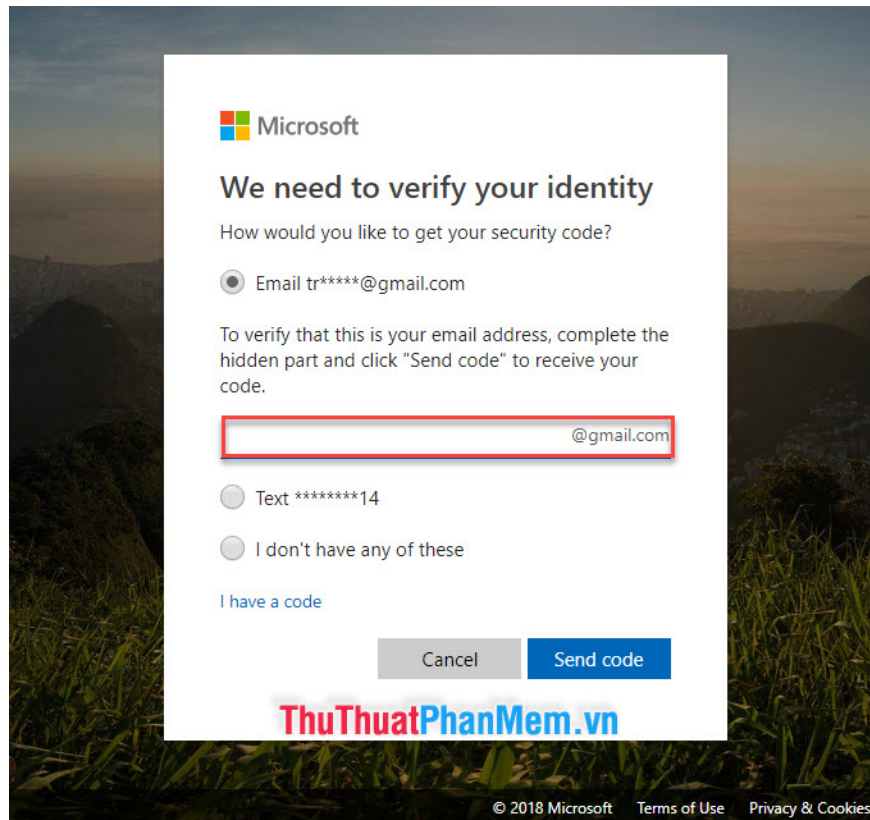 Microsoft
We need to verify your identity
How would you like to get your security code?
Email tr*****@gmail.com
To verify that this is your email address, complete the
hidden part and click "Send code" to receive your
code.
@gmail.com
Text ********14
I don't have any of these
I have a code
Cancel Send code
ThuThuatPhanMem.vn
© 2018 Microsoft Terms of Use Privacy & Cookies